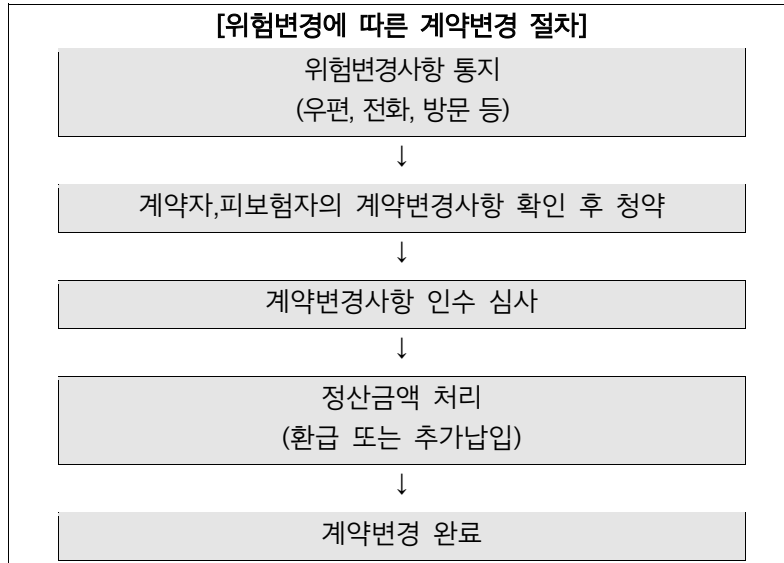 [위험변경에 따른 계약변경 절차]
위험변경사항 통지
(우편, 전화, 방문 등)
↓
계약자,피보험자의 계약변경사항 확인 후 청약
↓
계약변경사항 인수 심사
↓
정산금액 처리
(환급 또는 추가납입)
↓
계약변경 완료